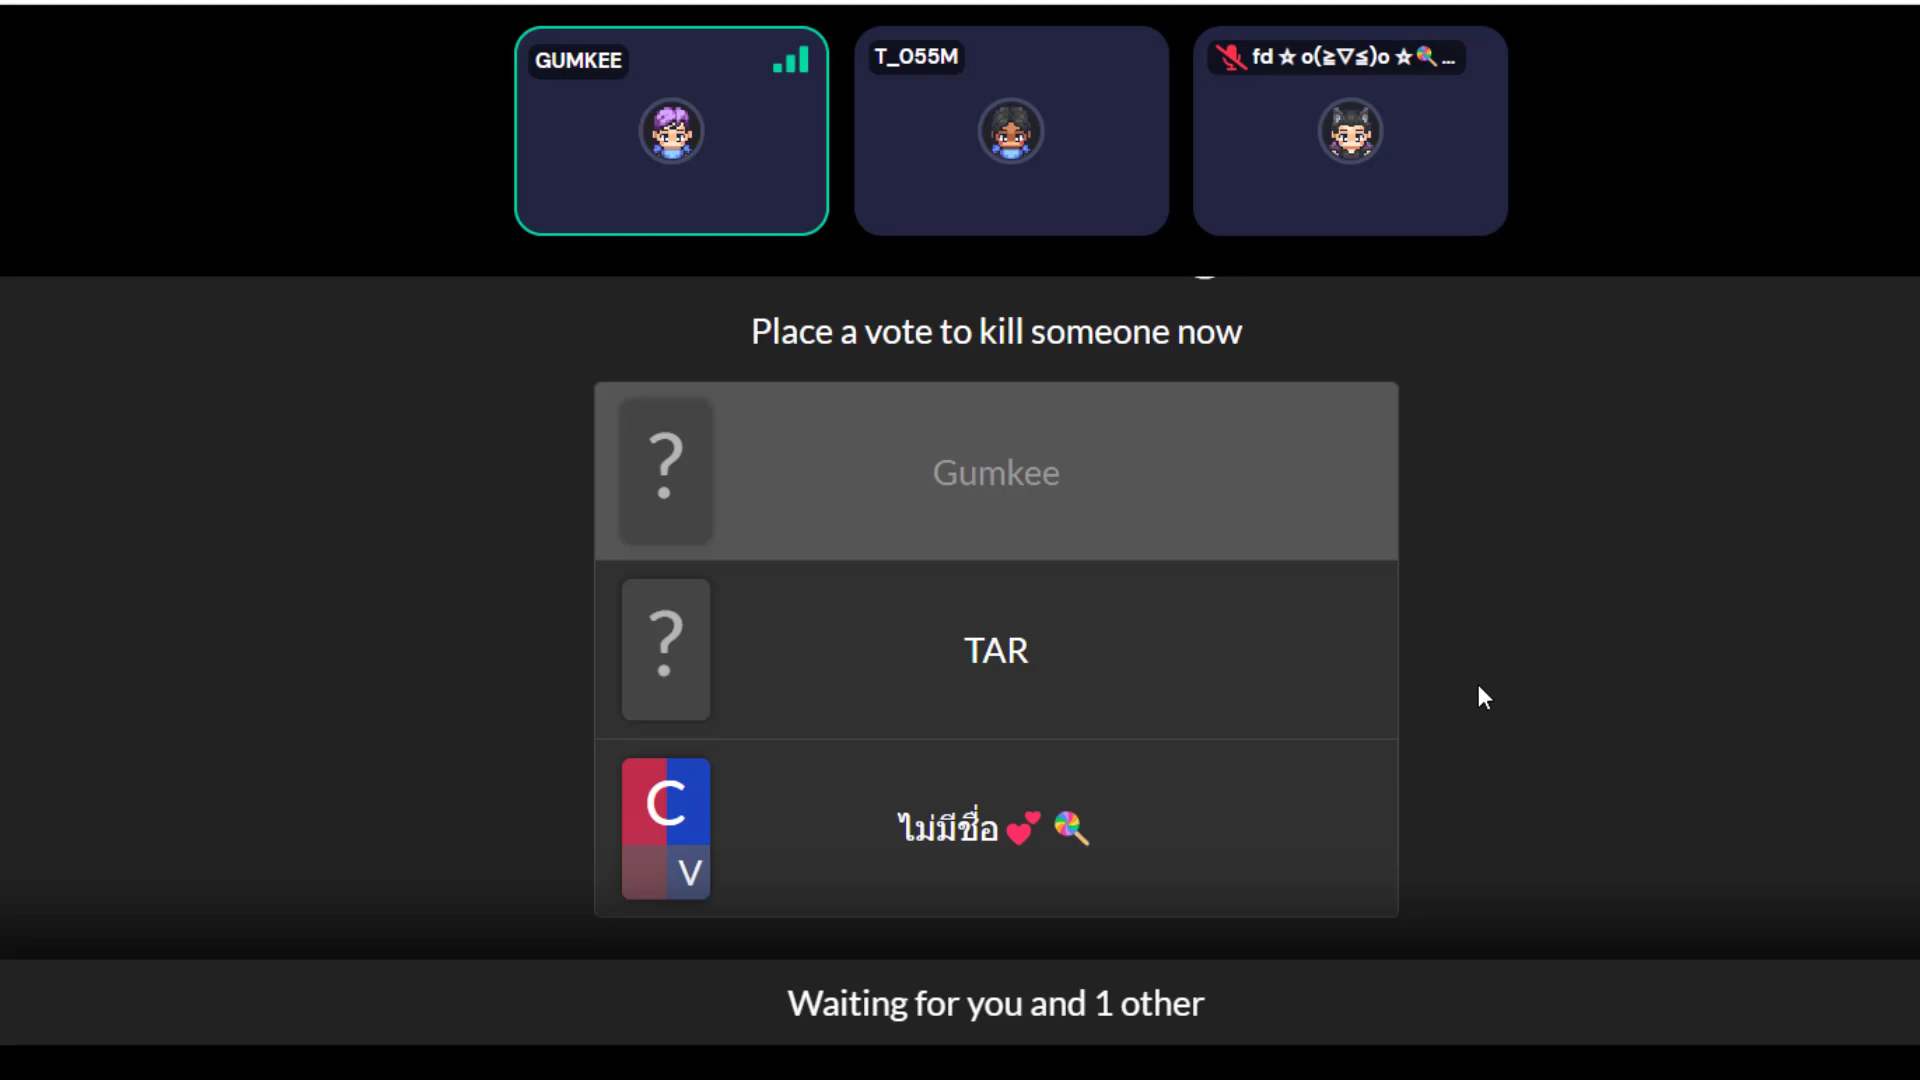 GUMKEE
T_055M
fd ☆ o(≧▽≦)o ☆🍭 ...
Place a vote to kill someone now
?
Gumkee
?
TAR
C
V
ไม่มีชื่อ💕 🍭
Waiting for you and 1 other